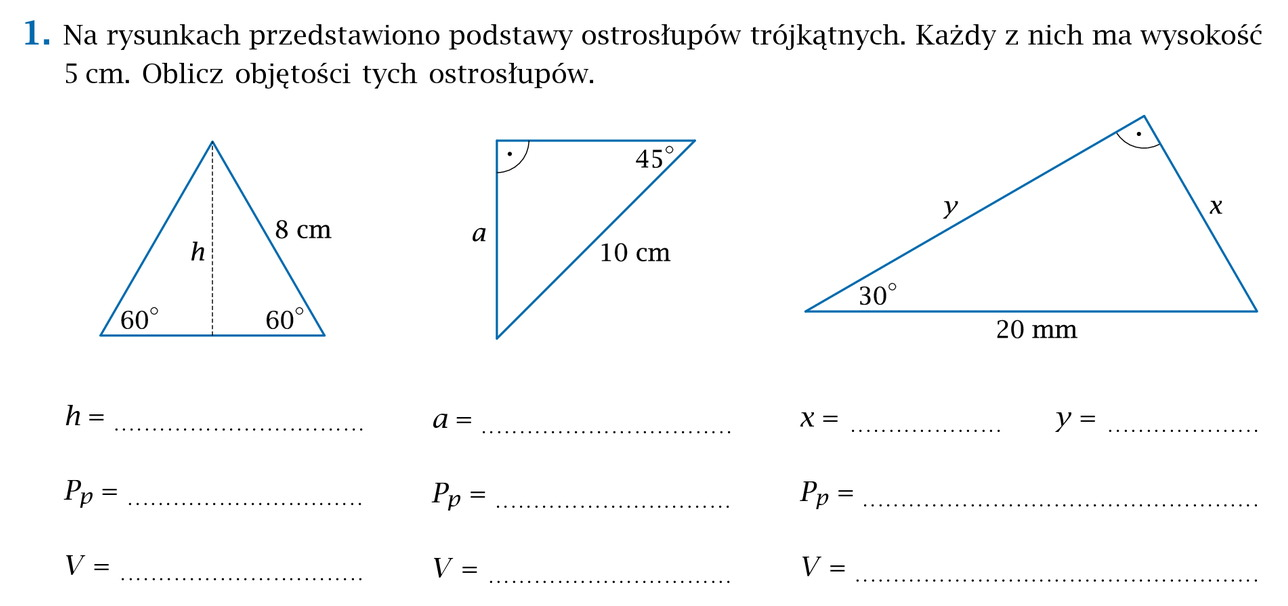 1. Na rysunkach przedstawiono podstawy ostrosłupów trójkątnych. Każdy z nich ma wysokość
5 cm. Oblicz objętości tych ostrosłupów.
h
8 cm
60°
60°
a
45°
10 cm
y
x
30°
20 mm
h = ................................. a = ................................. x = .................... y = ....................
Pp = ............................... Pp = ............................... Pp = .....................................................
V = ................................ V = ................................ V = ......................................................